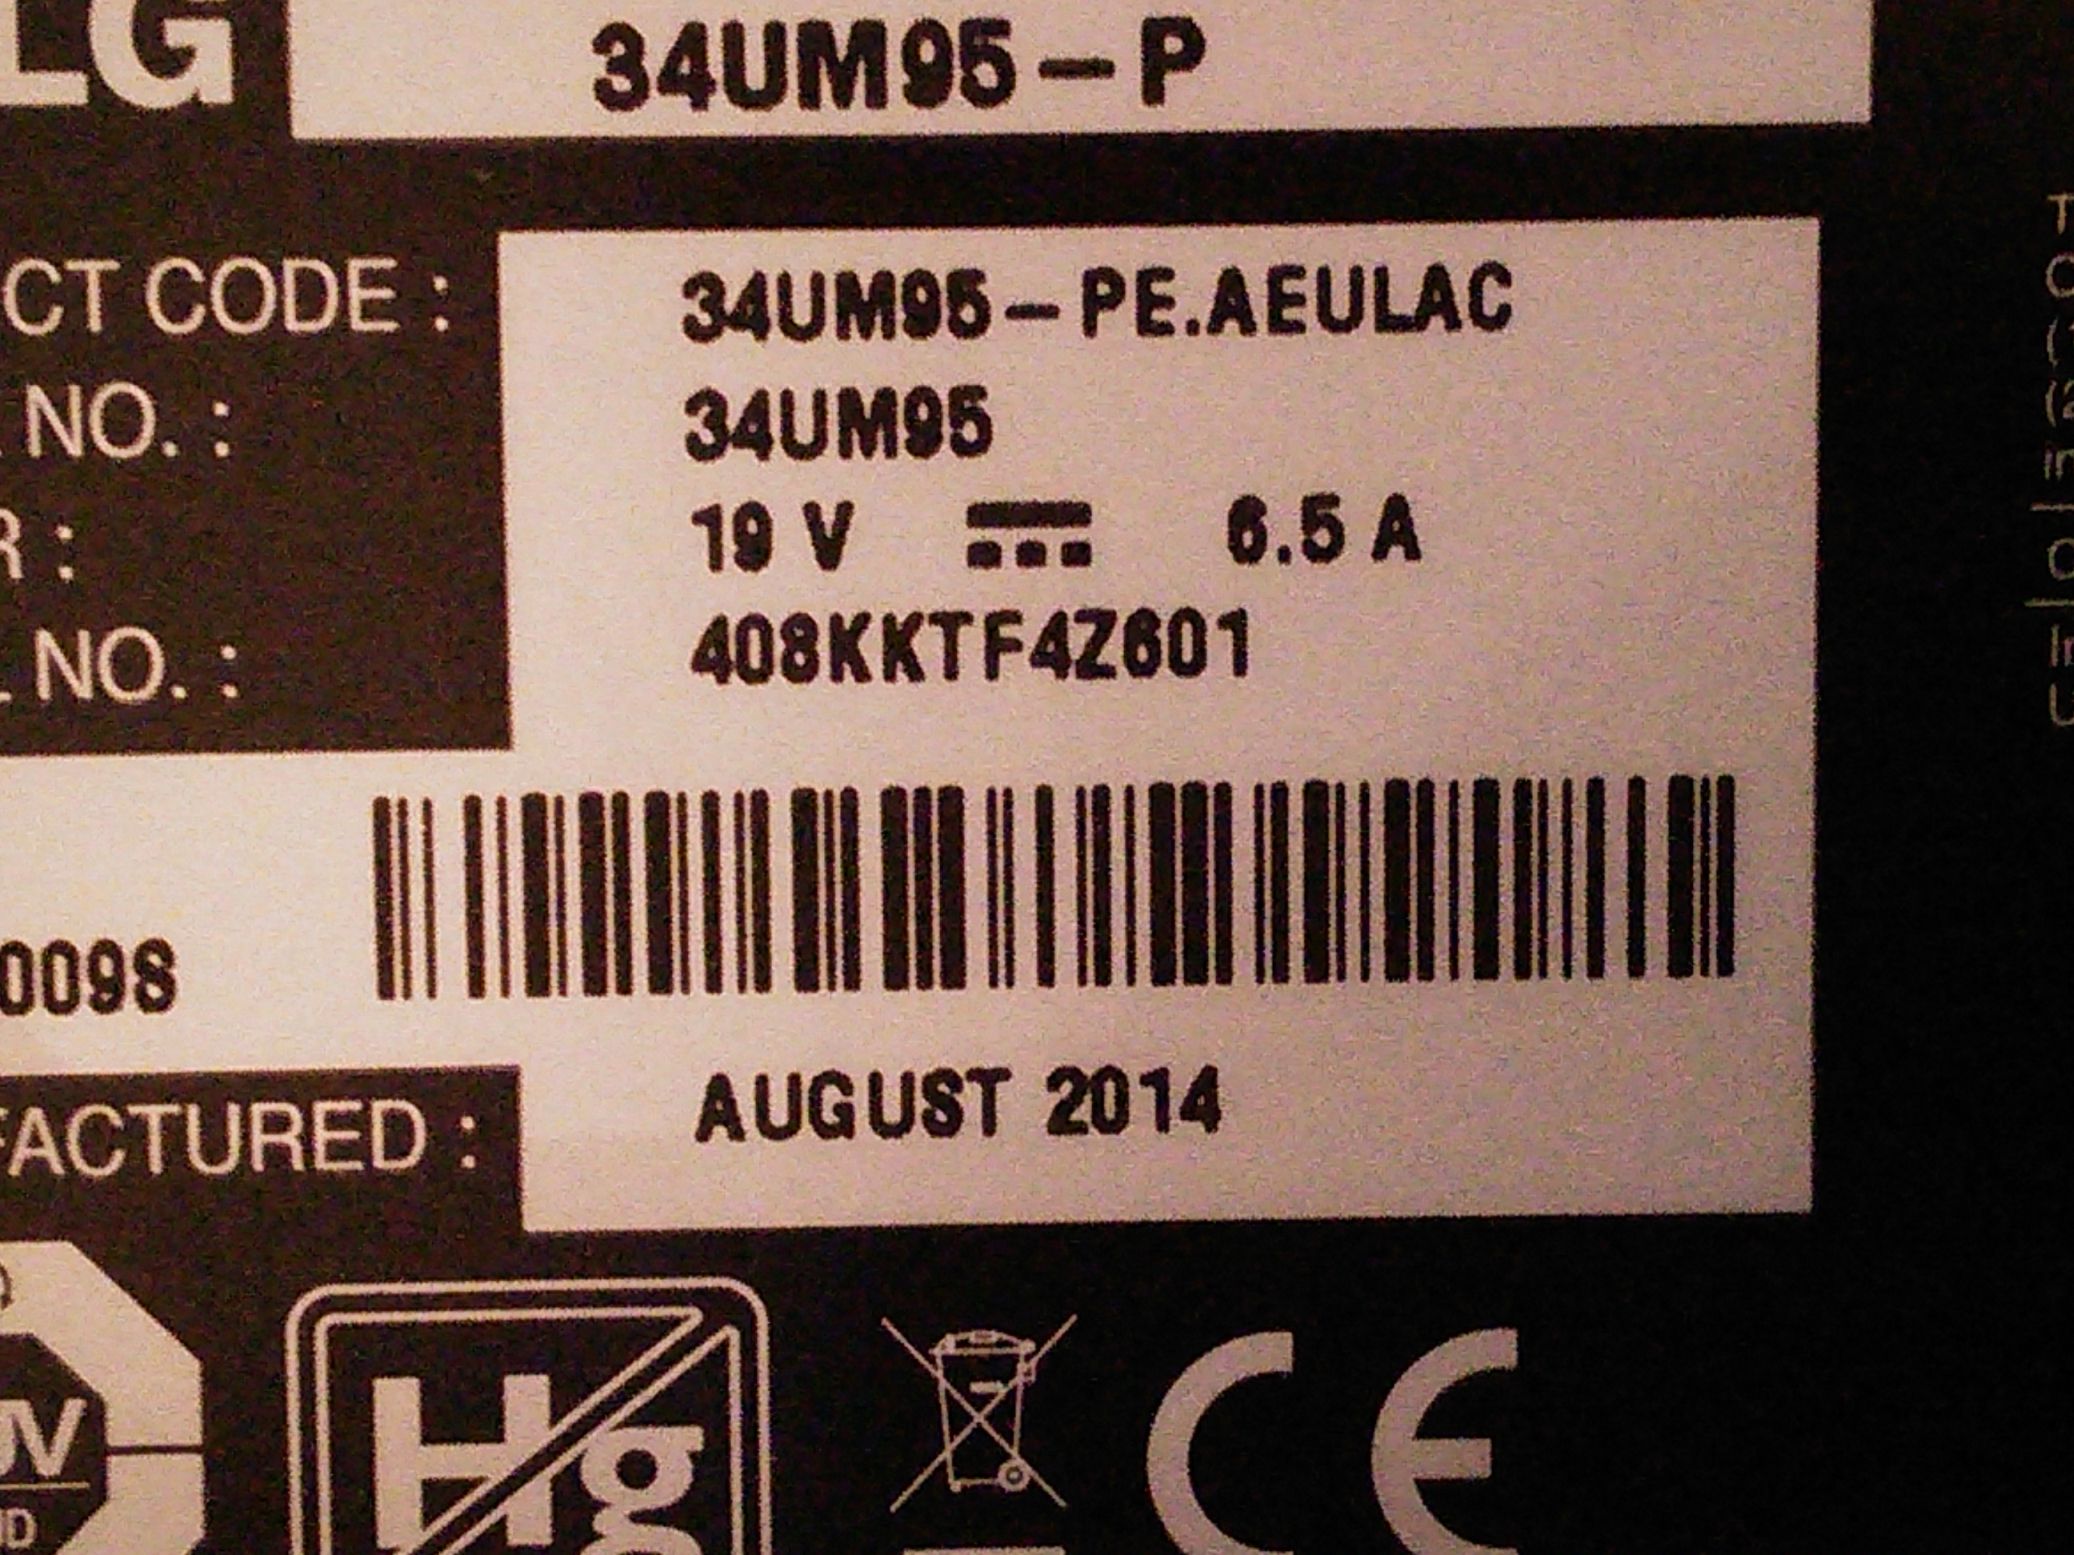 LG
34UM95-P
CT CODE : 34UM95-PE.AEULAC
NO. : 34UM95
R : 19 V 6.5 A
NO. : 408KKTF4Z601
009S
FACTURED : AUGUST 2014
Hg
CE